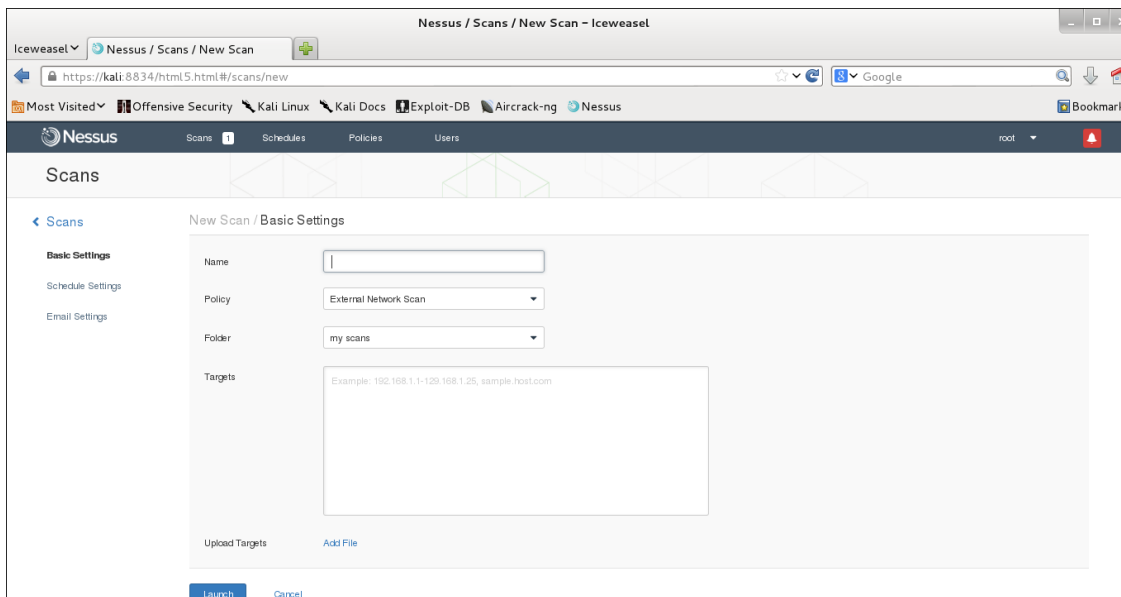 Nessus / Scans / New Scan - Iceweasel
Iceweasel
Nessus / Scans / New Scan
https://kali:8834/html5.html#/scans/new
8 Google
Most Visited
Offensive Security
Kali Linux
Kali Docs
Exploit-DB
Aircrack-ng
Nessus
Bookmark
Nessus
Scans 1
Schedules
Policies
Users
root
Scans
Scans
Basic Settings
Schedule Settings
Email Settings
New Scan / Basic Settings
Name
Policy
External Network Scan
Folder
my scans
Targets
Example: 192.168.1.1-129.168.1.25, sample.host.com
Upload Targets
Add File
Launch
Cancel